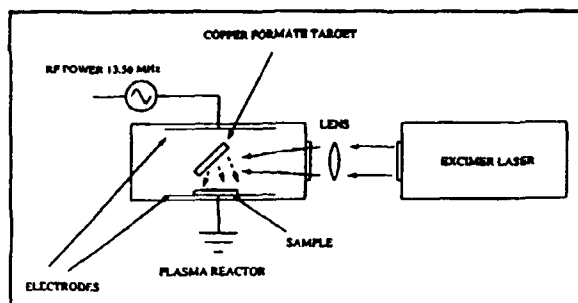 COPPER FORMATE TARGET
RF POWER 13.56 MHz
LENS
EXCIMER LASER
SAMPLE
ELECTRODES
PLASMA REACTOR